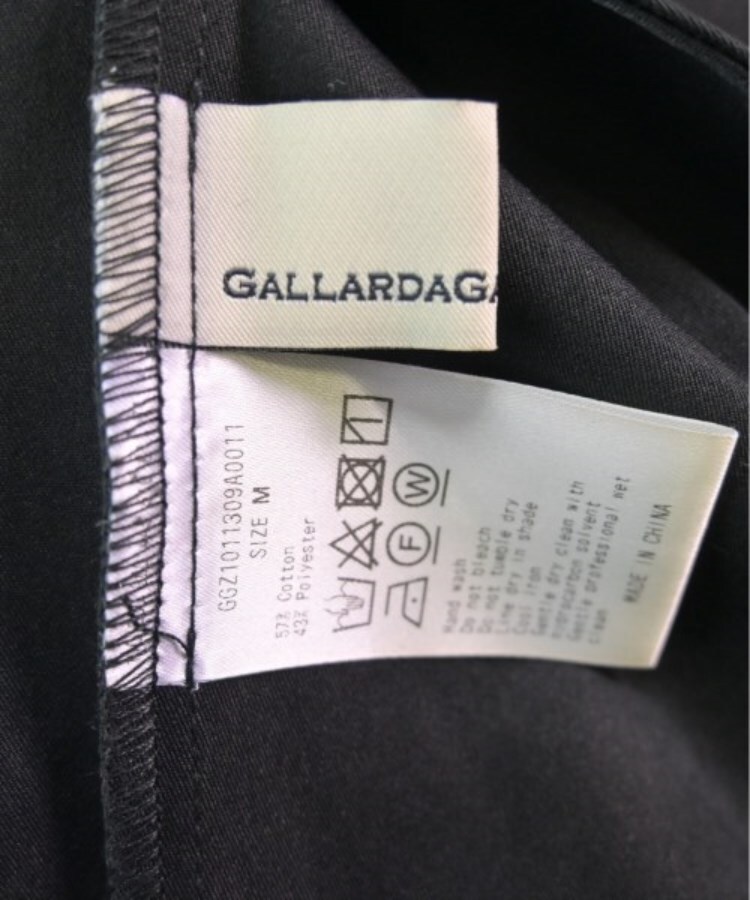 GALLARDAGA
GGZ1011309A0011
SIZE M
57% Cotton
43% Polyester
W
F
Hand wash
Do not bleach
Do not tumble dry
Line dry in shade
Cool iron
Gentle dry clean with
hydrocarbon solvent
Gentle professional wet
clean
MADE IN CHINA